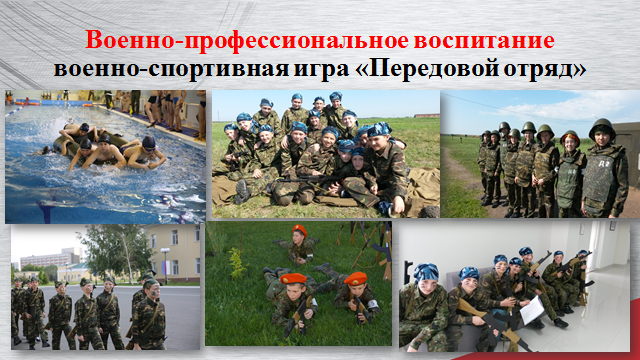 Военно-профессиональное воспитание
военно-спортивная игра «Передовой отряд»